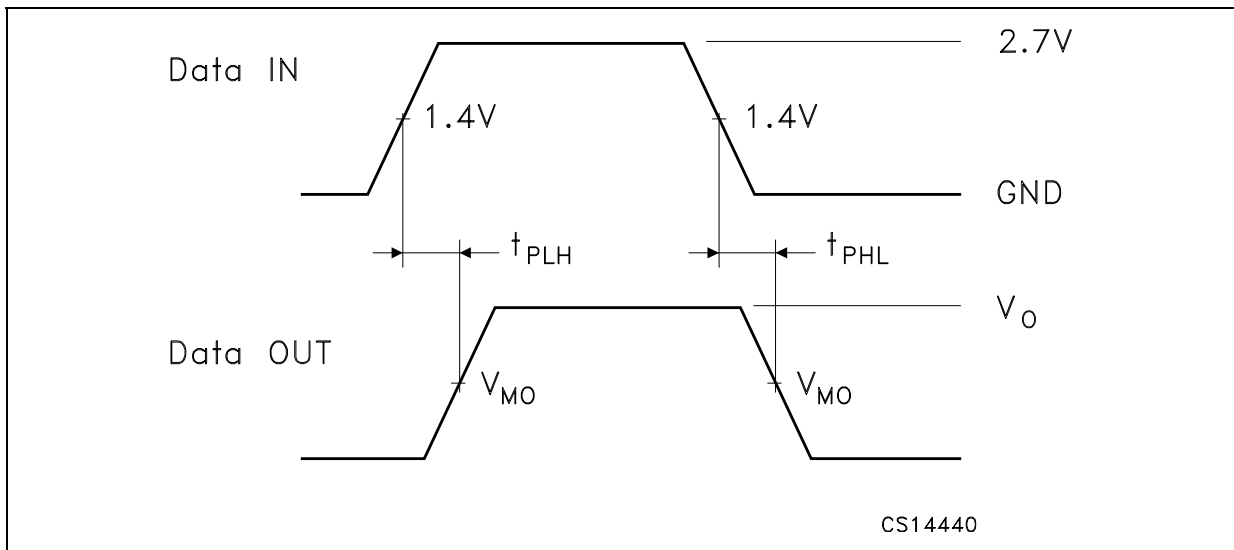 2.7V
Data IN
1.4V
1.4V
GND
tPLH
tPHL
VO
Data OUT
VMO
VMO
CS14440